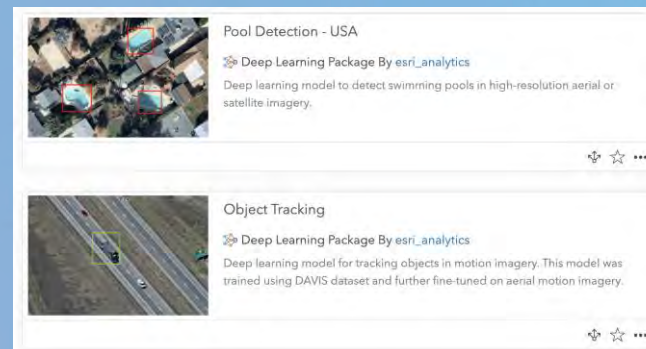 Pool Detection - USA
Deep Learning Package By esri_analytics
Deep learning model to detect swimming pools in high-resolution aerial or
satellite imagery.
Object Tracking
Deep Learning Package By esri_analytics
Deep learning model for tracking objects in motion imagery. This model was
trained using DAVIS dataset and further fine-tuned on aerial motion imagery.